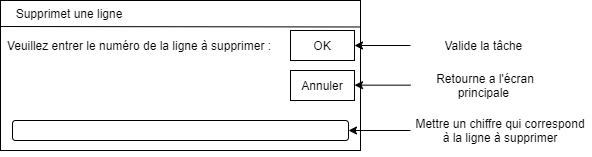 Supprimet une ligne
Veuillez entrer le numéro de la ligne à supprimer :
OK
Valide la tâche
Annuler
Retourne a l'écran
principale
Mettre un chiffre qui correspond
à la ligne à supprimer